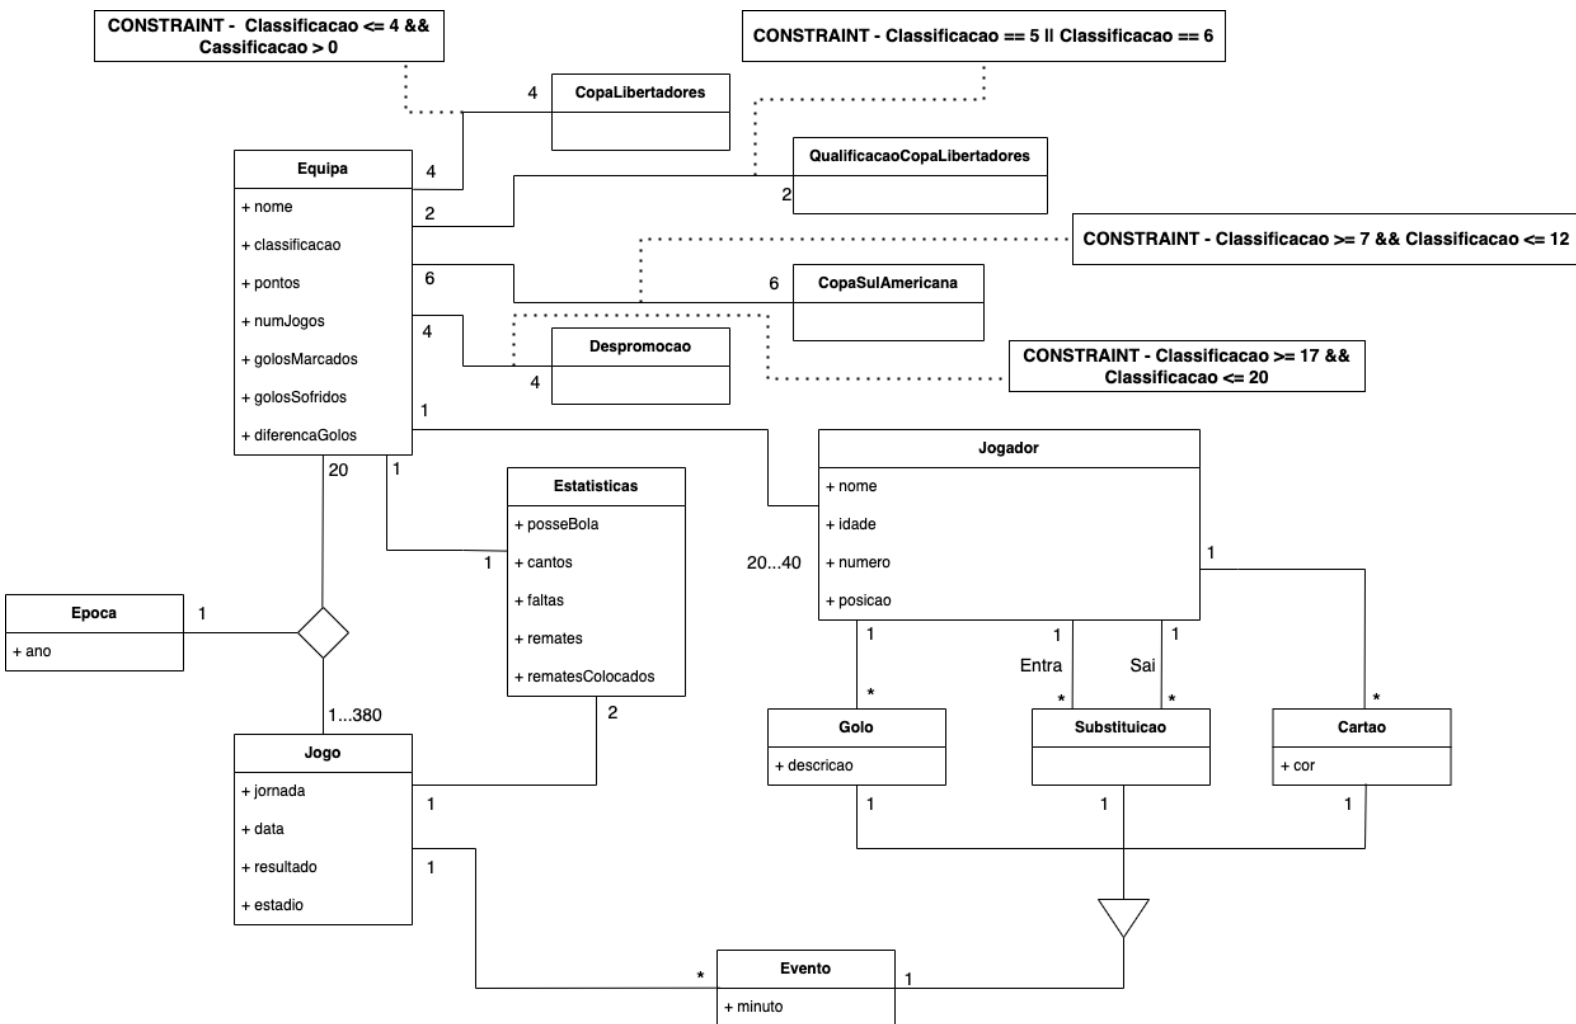 CONSTRAINT - Classificacao <= 4 &&
Cassificacao > 0
CONSTRAINT - Classificacao == 5 || Classificacao == 6
4
CopaLibertadores
QualificacaoCopaLibertadores
2
Equipa
+ nome
+ classificacao
+ pontos
+ numJogos
+ golosMarcados
+ golosSofridos
+ diferencaGolos
4
2
6
4
1
CONSTRAINT - Classificacao >= 7 && Classificacao <= 12
6
CopaSulAmericana
Despromocao
4
CONSTRAINT - Classificacao >= 17 &&
Classificacao <= 20
20
1
Estatisticas
+ posseBola
+ cantos
+ faltas
+ remates
+ rematesColocados
1
2
Jogador
+ nome
+ idade
+ numero
+ posicao
20...40
1
1
1
1
Entra
Sai
*
*
*
*
Epoca
+ ano
1
1...380
Jogo
+ jornada
+ data
+ resultado
+ estadio
1
1
Golo
+ descricao
Substituicao
Cartao
+ cor
1
1
1
*
Evento
+ minuto
1